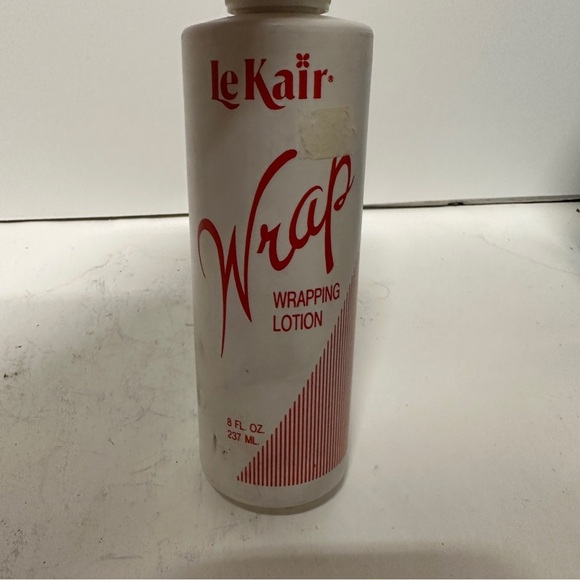 LeKair®
Wrap
WRAPPING
LOTION
8 FL. OZ.
237 ML.